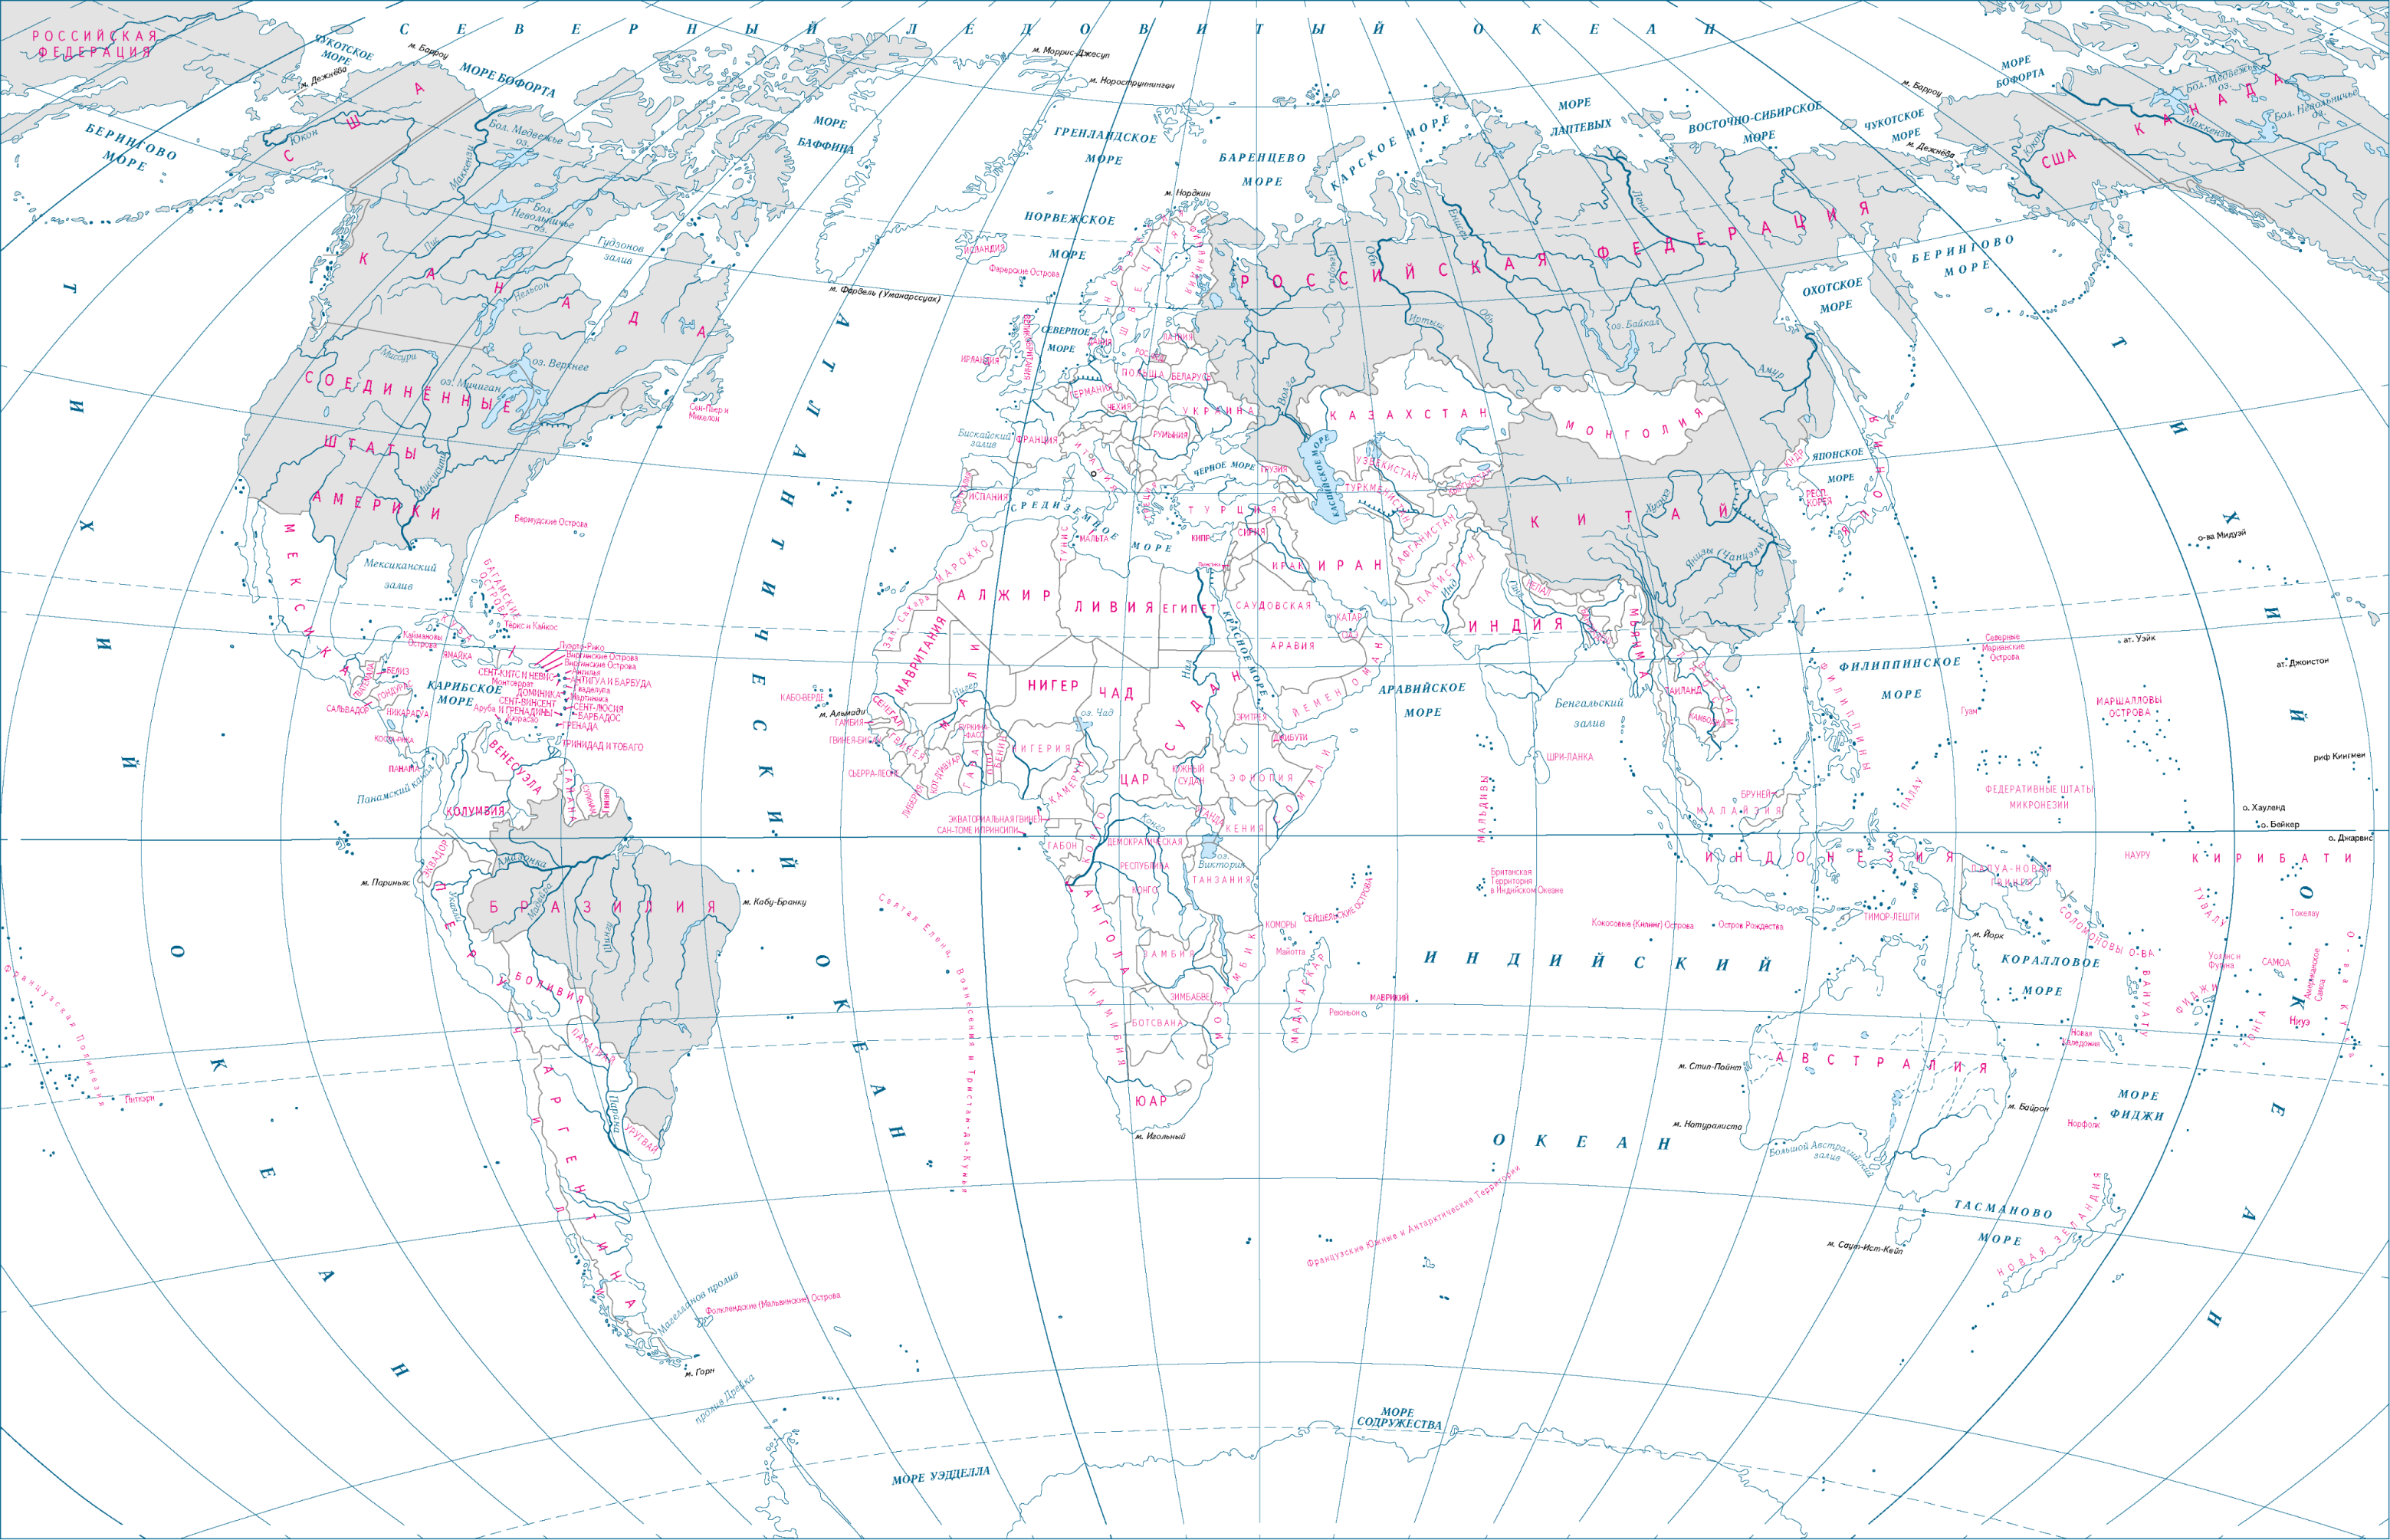 СЕВЕРНЫЙ ЛЕДОВИТЫЙ ОКЕАН
РОССИЙСКАЯ
ФЕДЕРАЦИЯ
ЧУКОТСКОЕ
МОРЕ
м. Дежнёва
м. Барроу
МОРЕ БОФОРТА
БЕРИНГОВО
МОРЕ
США
Юкон
Маккензи
Бол. Медвежье
оз.
Бол.
Невольничье
оз.
МОРЕ
БАФФИНА
м. Моррис-Джесуп
м. Нордострунинген
ГРЕНЛАНДСКОЕ
МОРЕ
БАРЕНЦЕВО
МОРЕ
КАРСКОЕ МОРЕ
МОРЕ
ЛАПТЕВЫХ
ВОСТОЧНО-СИБИРСКОЕ
МОРЕ
ЧУКОТСКОЕ
МОРЕ
м. Дежнёва
м. Барроу
МОРЕ
БОФОРТА
США
Юкон
Маккензи
КАНАДА
Бол. Медвежье
оз.
Бол. Невольничье
оз.
м. Нордкин
НОРВЕЖСКОЕ
МОРЕ
ИСЛАНДИЯ
Фарерские Острова
м. Фарвель (Уманарссуак)
КАНАДА
Гудзонов
залив
Нельсон
Миссури
оз. Верхнее
оз. Мичиган
СОЕДИНЁННЫЕ
ШТАТЫ
АМЕРИКИ
Миссисипи
Сен-Пьер и
Микелон
Бермудские Острова
ШВЕЦИЯ
ФИНЛЯНДИЯ
РОССИЙСКАЯ ФЕДЕРАЦИЯ
Печора
Обь
Енисей
Лена
Иртыш
Обь
оз. Байкал
Амур
Волга
ОХОТСКОЕ
МОРЕ
БЕРИНГОВО
МОРЕ
СЕВЕРНОЕ
МОРЕ
ИРЛАНДИЯ
ДАНИЯ
ЛАТВИЯ
ПОЛЬША
БЕЛАРУСЬ
ГЕРМАНИЯ
ЧЕХИЯ
УКРАИНА
ФРАНЦИЯ
РУМЫНИЯ
ИТАЛИЯ
Бискайский
залив
ИСПАНИЯ
ПОРТУГАЛИЯ
СРЕДИЗЕМНОЕ МОРЕ
МАЛЬТА
ЧЕРНОЕ МОРЕ
ГРУЗИЯ
ТУРЦИЯ
КИПР
СИРИЯ
КАСПИЙСКОЕ МОРЕ
КАЗАХСТАН
УЗБЕКИСТАН
ТУРКМЕНИСТАН
МОНГОЛИЯ
КИТАЙ
Хуанхэ
Янцзы (Чанцзян)
КНДР
РЕСП.
КОРЕЯ
ЯПОНСКОЕ
МОРЕ
ЯПОНИЯ
ИРАК
ИРАН
АФГАНИСТАН
ПАКИСТАН
Инд
Ганг
НЕПАЛ
ИНДИЯ
МЬЯНМА
ВЬЕТНАМ
ТАИЛАНД
КАМБОДЖА
МАРОККО
ТУНИС
АЛЖИР
ЛИВИЯ
ЕГИПЕТ
Зап. Сахара
МАВРИТАНИЯ
МАЛИ
НИГЕР
ЧАД
СУДАН
Нигер
Нил
оз. Чад
КРАСНОЕ МОРЕ
САУДОВСКАЯ
АРАВИЯ
КАТАР
ОАЭ
ОМАН
ЙЕМЕН
ЭРИТРЕЯ
ДЖИБУТИ
АРАВИЙСКОЕ
МОРЕ
Бенгальский
залив
ШРИ-ЛАНКА
МАЛЬДИВЫ
ФИЛИППИНСКОЕ
МОРЕ
ФИЛИППИНЫ
о-ва Мидуэй
ат. Уэйк
ат. Джонстон
Северные
Марианские
Острова
Гуам
МАРШАЛЛОВЫ
ОСТРОВА
риф Кингмен
ПАЛАУ
ФЕДЕРАТИВНЫЕ ШТАТЫ
МИКРОНЕЗИИ
о. Хауленд
о. Бейкер
о. Джарвис
МЕКСИКА
Мексиканский
залив
БАГАМСКИЕ
ОСТРОВА
КУБА
Тёркс и Кайкос
Каймановы
Острова
ЯМАЙКА
БЕЛИЗ
ГОНДУРАС
САЛЬВАДОР
НИКАРАГУА
КОСТА-РИКА
ПАНАМА
Панамский канал
КАРИБСКОЕ
МОРЕ
Пуэрто-Рико
Виргинские Острова
Виргинские Острова
Ангилья
СЕНТ-КИТС И НЕВИС
АНТИГУА И БАРБУДА
Монтсеррат
Гваделупа
ДОМИНИКА
Мартиника
СЕНТ-ВИНСЕНТ
И ГРЕНАДИНЫ
СЕНТ-ЛЮСИЯ
Аруба
БАРБАДОС
Кюрасао
ГРЕНАДА
ТРИНИДАД И ТОБАГО
ВЕНЕСУЭЛА
ГАЙАНА
КОЛУМБИЯ
ЭКВАДОР
ПЕРУ
Амазонка
Укаяли
Мадейра
Шингу
БРАЗИЛИЯ
м. Париньяс
м. Кабу-Бранку
БОЛИВИЯ
ПАРАГВАЙ
Парана
УРУГВАЙ
ЧИЛИ
АРГЕНТИНА
КАБО-ВЕРДЕ
м. Альмади
СЕНЕГАЛ
ГАМБИЯ
ГВИНЕЯ-БИСАУ
ГВИНЕЯ
СЬЕРРА-ЛЕОНЕ
ЛИБЕРИЯ
КОТ-ДИВУАР
БУРКИНА-
ФАСО
ГАНА
ТОГО
БЕНИН
НИГЕРИЯ
КАМЕРУН
ЦАР
ЮЖНЫЙ
СУДАН
ЭФИОПИЯ
СОМАЛИ
ЭКВАТОРИАЛЬНАЯ ГВИНЕЯ
САН-ТОМЕ И ПРИНСИПИ
ГАБОН
КОНГО
Конго
ДЕМОКРАТИЧЕСКАЯ
РЕСПУБЛИКА
КОНГО
УГАНДА
КЕНИЯ
оз.
Виктория
ТАНЗАНИЯ
АНГОЛА
ЗАМБИЯ
МОЗАМБИК
ЗИМБАБВЕ
НАМИБИЯ
БОТСВАНА
ЮАР
м. Игольный
КОМОРЫ
Майотта
СЕЙШЕЛЬСКИЕ ОСТРОВА
МАДАГАСКАР
МАВРИКИЙ
Реюньон
Британская
Территория
в Индийском Океане
БРУНЕЙ
МАЛАЙЗИЯ
ИНДОНЕЗИЯ
ТИМОР-ЛЕШТИ
ПАПУА-НОВАЯ
ГВИНЕЯ
Кокосовые (Килинг) Острова
Остров Рождества
м. Йорк
СОЛОМОНОВЫ О-ВА
НАУРУ
КИРИБАТИ
ТУВАЛУ
Токелау
Уоллис и
Футуна
САМОА
Американское
Самоа
Острова Кука
КОРАЛЛОВОЕ
МОРЕ
ВАНУАТУ
ФИДЖИ
ТОНГА
Ниуэ
Новая
Каледония
АВСТРАЛИЯ
м. Стип-Пойнт
м. Натуралиста
м. Байрон
Большой Австралийский
залив
м. Саут-Ист-Кейп
МОРЕ
ФИДЖИ
Норфолк
ТАСМАНОВО
МОРЕ
НОВАЯ ЗЕЛАНДИЯ
ИНДИЙСКИЙ
ОКЕАН
Французские Южные и Антарктические Территории
АТЛАНТИЧЕСКИЙ ОКЕАН
Святая Елена, Вознесения и Тристан-да-Кунья
ТИХИЙ ОКЕАН
ТИХИЙ ОКЕАН
Французская Полинезия
Питкэрн
Магелланов пролив
Фолклендские (Мальвинские) Острова
м. Горн
пролив Дрейка
МОРЕ УЭДДЕЛЛА
МОРЕ
СОДРУЖЕСТВА